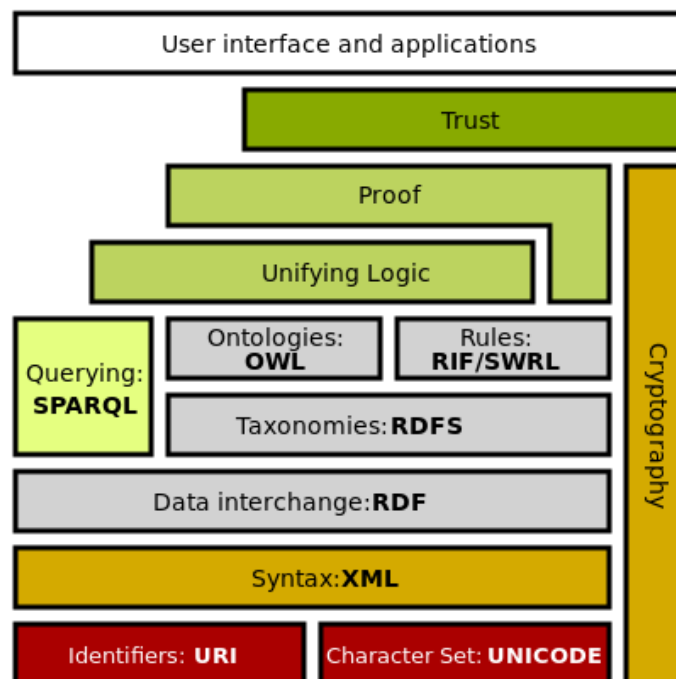 User interface and applications
Trust
Proof
Unifying Logic
Querying:
SPARQL
Ontologies:
OWL
Rules:
RIF/SWRL
Taxonomies: RDFS
Cryptography
Data interchange: RDF
Syntax: XML
Identifiers: URI
Character Set: UNICODE